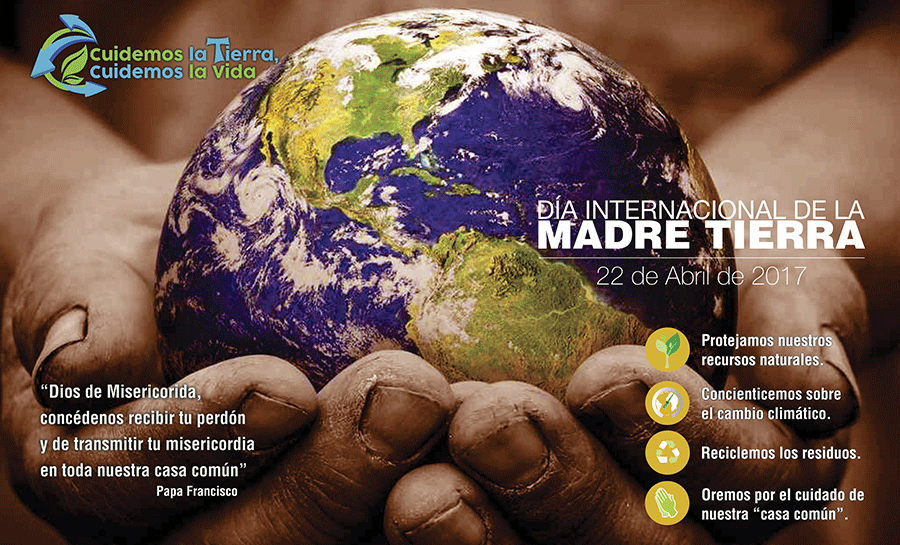 Cuidemos la Tierra,
Cuidemos la Vida
DÍA INTERNACIONAL DE LA
MADRE TIERRA
22 de Abril de 2017
Protejamos nuestros
recursos naturales.
Concienticemos sobre
el cambio climático.
Reciclemos los residuos.
Oremos por el cuidado de
nuestra “casa común”.
“Dios de Misericorida,
concédenos recibir tu perdón
y de transmitir tu misericordia
en toda nuestra casa común”
Papa Francisco